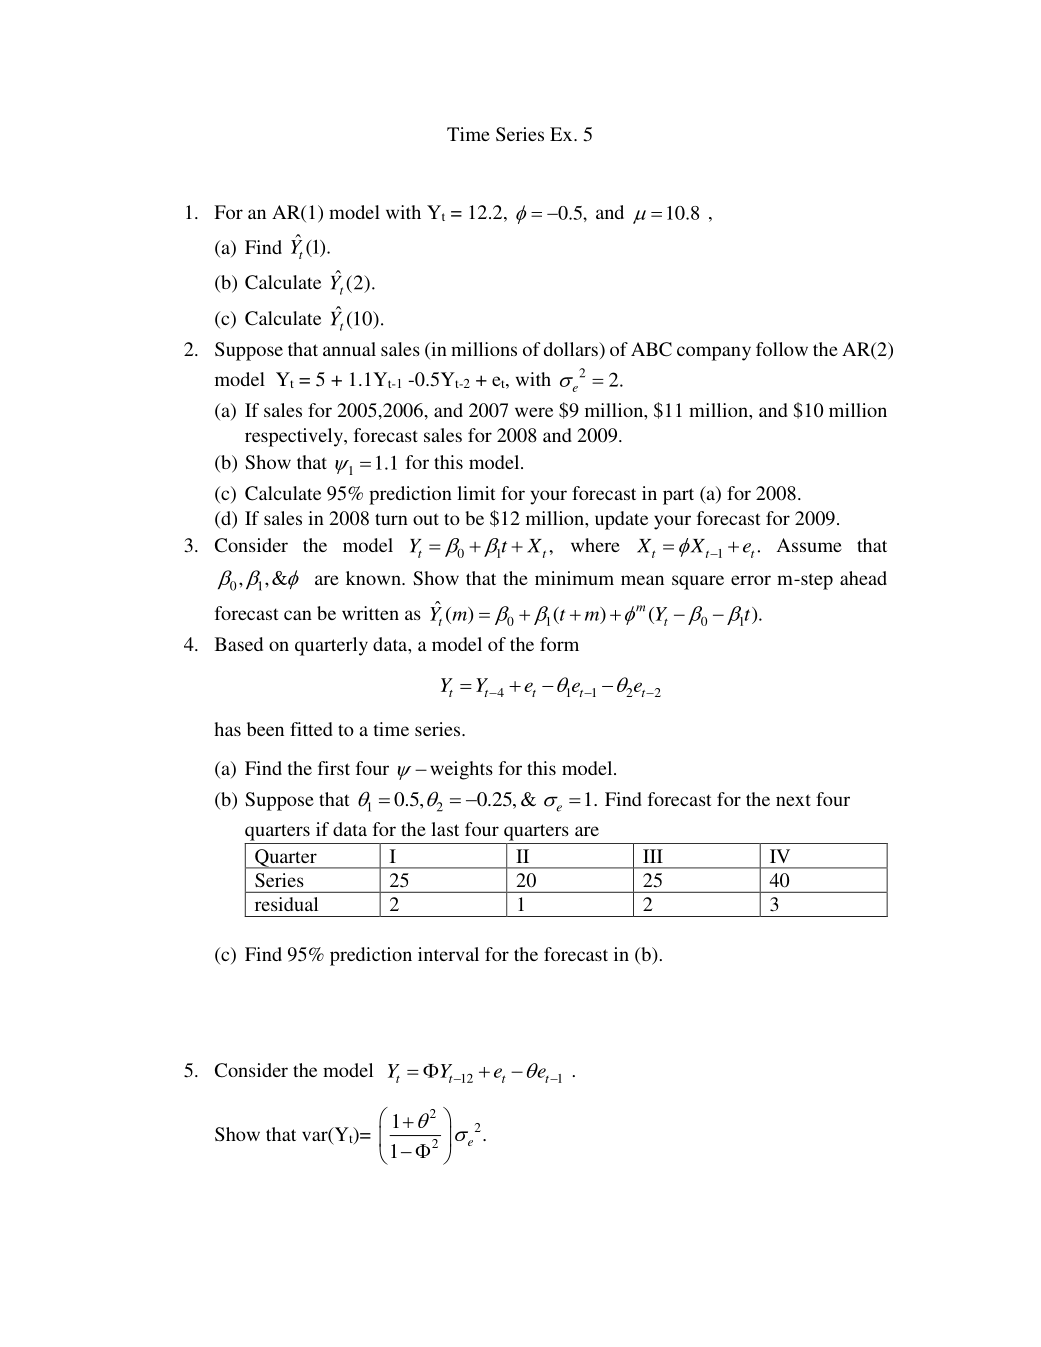 Time Series Ex. 5
1. For an AR(1) model with Yₜ = 12.2, ϕ = −0.5, and μ = 10.8 ,
(a) Find Ŷₜ(1).
(b) Calculate Ŷₜ(2).
(c) Calculate Ŷₜ(10).
2. Suppose that annual sales (in millions of dollars) of ABC company follow the AR(2)
model Yₜ = 5 + 1.1Yₜ₋₁ -0.5Yₜ₋₂ + eₜ, with σₑ² = 2.
(a) If sales for 2005,2006, and 2007 were $9 million, $11 million, and $10 million
respectively, forecast sales for 2008 and 2009.
(b) Show that ψ₁ = 1.1 for this model.
(c) Calculate 95% prediction limit for your forecast in part (a) for 2008.
(d) If sales in 2008 turn out to be $12 million, update your forecast for 2009.
3. Consider the model Yₜ = β₀ + β₁t + Xₜ, where Xₜ = ϕXₜ₋₁ + eₜ. Assume that
β₀, β₁, &ϕ are known. Show that the minimum mean square error m-step ahead
forecast can be written as Ŷₜ(m) = β₀ + β₁(t + m) + ϕᵐ(Yₜ − β₀ − β₁t).
4. Based on quarterly data, a model of the form
Yₜ = Yₜ₋₄ + eₜ − θ₁eₜ₋₁ − θ₂eₜ₋₂
has been fitted to a time series.
(a) Find the first four ψ − weights for this model.
(b) Suppose that θ₁ = 0.5, θ₂ = −0.25, & σₑ = 1. Find forecast for the next four
quarters if data for the last four quarters are
Quarter I II III IV
Series 25 20 25 40
residual 2 1 2 3
(c) Find 95% prediction interval for the forecast in (b).
5. Consider the model Yₜ = ΦYₜ₋₁₂ + eₜ − θeₜ₋₁ .
Show that var(Yₜ)= ((1 + θ²)/(1 − Φ²)) σₑ².